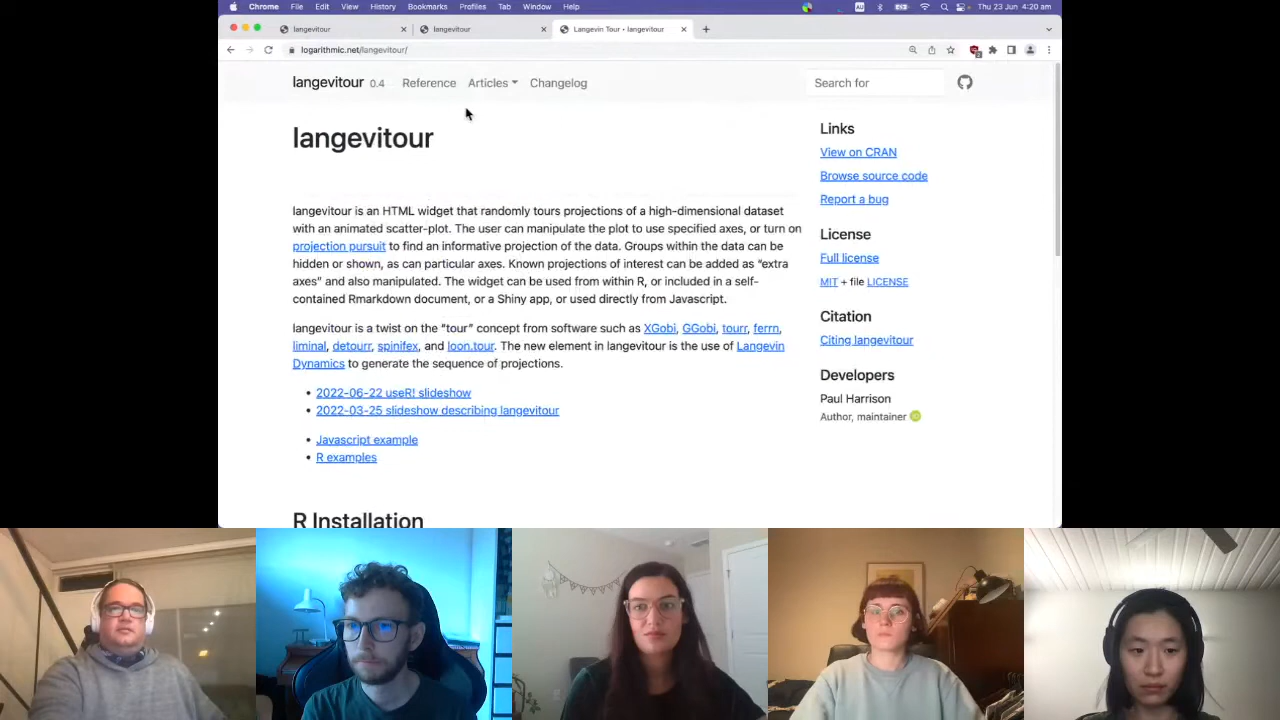 Chrome File Edit View History Bookmarks Profiles Tab Window Help AU Thu 23 Jun 4:20 am
langevitour langevitour Langevin Tour • langevitour
logarithmic.net/langevitour/
langevitour 0.4 Reference Articles Changelog Search for
langevitour
langevitour is an HTML widget that randomly tours projections of a high-dimensional dataset
with an animated scatter-plot. The user can manipulate the plot to use specified axes, or turn on
projection pursuit to find an informative projection of the data. Groups within the data can be
hidden or shown, as can particular axes. Known projections of interest can be added as “extra
axes” and also manipulated. The widget can be used from within R, or included in a self-
contained Rmarkdown document, or a Shiny app, or used directly from Javascript.
langevitour is a twist on the “tour” concept from software such as XGobi, GGobi, tourr, ferrn,
liminal, detourr, spinifex, and loon.tour. The new element in langevitour is the use of Langevin
Dynamics to generate the sequence of projections.
• 2022-06-22 useR! slideshow
• 2022-03-25 slideshow describing langevitour
• Javascript example
• R examples
R Installation
Links
View on CRAN
Browse source code
Report a bug
License
Full license
MIT + file LICENSE
Citation
Citing langevitour
Developers
Paul Harrison
Author, maintainer